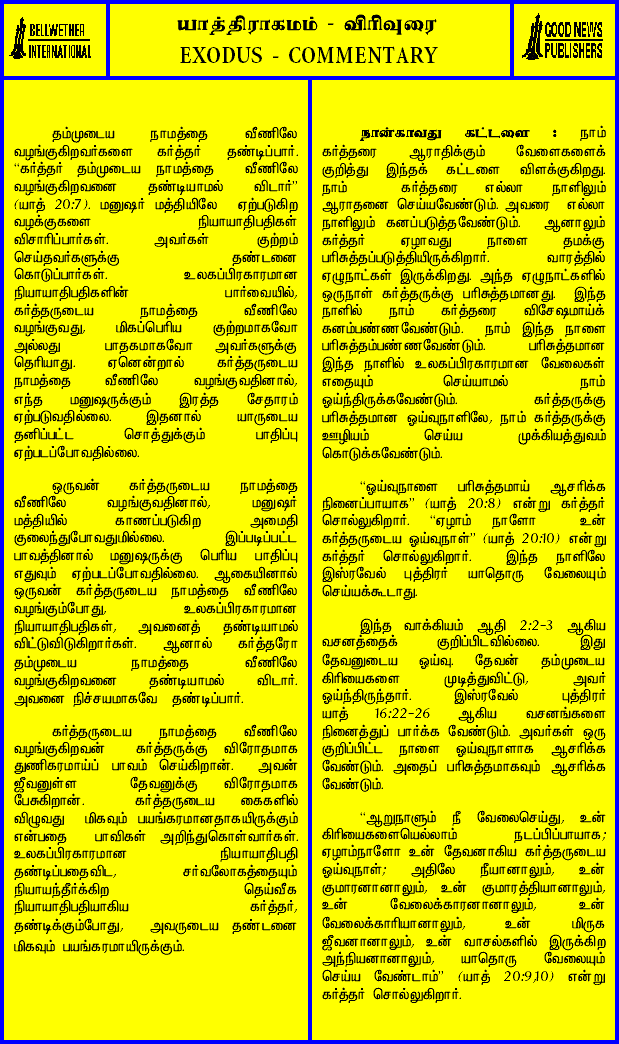 BELLWETHER
INTERNATIONAL
யாத்திராகமம் - விரிவுரை
EXODUS - COMMENTARY
GOOD NEWS
PUBLISHERS
தம்முடைய நாமத்தை வீணிலே
வழங்குகிறவர்களை கர்த்தர் தண்டிப்பார்.
“கர்த்தர் தம்முடைய நாமத்தை வீணிலே
வழங்குகிறவனை தண்டியாமல் விடார்”
(யாத் 20:7). மனுஷர் மத்தியிலே ஏற்படுகிற
வழக்குகளை நியாயாதிபதிகள்
விசாரிப்பார்கள். அவர்கள் குற்றம்
செய்தவர்களுக்கு தண்டனை
கொடுப்பார்கள். உலகப்பிரகாரமான
நியாயாதிபதிகளின் பார்வையில்,
கர்த்தருடைய நாமத்தை வீணிலே
வழங்குவது, மிகப்பெரிய குற்றமாகவோ
அல்லது பாதகமாகவோ அவர்களுக்கு
தெரியாது. ஏனென்றால் கர்த்தருடைய
நாமத்தை வீணிலே வழங்குவதினால்,
எந்த மனுஷருக்கும் இரத்த சேதாரம்
ஏற்படுவதில்லை. இதனால் யாருடைய
தனிப்பட்ட சொத்துக்கும் பாதிப்பு
ஏற்படப்போவதில்லை.
ஒருவன் கர்த்தருடைய நாமத்தை
வீணிலே வழங்குவதினால், மனுஷர்
மத்தியில் காணப்படுகிற அமைதி
குலைந்துபோவதுமில்லை. இப்படிப்பட்ட
பாவத்தினால் மனுஷருக்கு பெரிய பாதிப்பு
எதுவும் ஏற்படப்போவதில்லை. ஆகையினால்
ஒருவன் கர்த்தருடைய நாமத்தை வீணிலே
வழங்கும்போது, உலகப்பிரகாரமான
நியாயாதிபதிகள், அவனைத் தண்டியாமல்
விட்டுவிடுகிறார்கள். ஆனால் கர்த்தரோ
தம்முடைய நாமத்தை வீணிலே
வழங்குகிறவனை தண்டியாமல் விடார்.
அவனை நிச்சயமாகவே தண்டிப்பார்.
கர்த்தருடைய நாமத்தை வீணிலே
வழங்குகிறவன் கர்த்தருக்கு விரோதமாக
துணிகரமாய்ப் பாவம் செய்கிறான். அவன்
ஜீவனுள்ள தேவனுக்கு விரோதமாக
பேசுகிறான். கர்த்தருடைய கைகளில்
விழுவது மிகவும் பயங்கரமானதாகயிருக்கும்
என்பதை பாவிகள் அறிந்துகொள்வார்கள்.
உலகப்பிரகாரமான நியாயாதிபதி
தண்டிப்பதைவிட, சர்வலோகத்தையும்
நியாயந்தீர்க்கிற தெய்வீக
நியாயாதிபதியாகிய கர்த்தர்,
தண்டிக்கும்போது, அவருடைய தண்டனை
மிகவும் பயங்கரமாயிருக்கும்.
நான்காவது கட்டளை : நாம்
கர்த்தரை ஆராதிக்கும் வேளைகளைக்
குறித்து இந்தக் கட்டளை விளக்குகிறது.
நாம் கர்த்தரை எல்லா நாளிலும்
ஆராதனை செய்யவேண்டும். அவரை எல்லா
நாளிலும் கனப்படுத்தவேண்டும். ஆனாலும்
கர்த்தர் ஏழாவது நாளை தமக்கு
பரிசுத்தப்படுத்தியிருக்கிறார். வாரத்தில்
ஏழுநாட்கள் இருக்கிறது. அந்த ஏழுநாட்களில்
ஒருநாள் கர்த்தருக்கு பரிசுத்தமானது. இந்த
நாளில் நாம் கர்த்தரை விசேஷமாய்க்
கனம்பண்ணவேண்டும். நாம் இந்த நாளை
பரிசுத்தம்பண்ணவேண்டும். பரிசுத்தமான
இந்த நாளில் உலகப்பிரகாரமான வேலைகள்
எதையும் செய்யாமல் நாம்
ஓய்ந்திருக்கவேண்டும். கர்த்தருக்கு
பரிசுத்தமான ஓய்வுநாளிலே, நாம் கர்த்தருக்கு
ஊழியம் செய்ய முக்கியத்துவம்
கொடுக்கவேண்டும்.
“ஓய்வுநாளை பரிசுத்தமாய் ஆசரிக்க
நினைப்பாயாக” (யாத் 20:8) என்று கர்த்தர்
சொல்லுகிறார். “ஏழாம் நாளோ உன்
கர்த்தருடைய ஓய்வுநாள்” (யாத் 20:10) என்று
கர்த்தர் சொல்லுகிறார். இந்த நாளிலே
இஸ்ரவேல் புத்திரர் யாதொரு வேலையும்
செய்யக்கூடாது.
இந்த வாக்கியம் ஆதி 2:2-3 ஆகிய
வசனத்தைக் குறிப்பிடவில்லை. இது
தேவனுடைய ஓய்வு. தேவன் தம்முடைய
கிரியைகளை முடித்துவிட்டு, அவர்
ஓய்ந்திருந்தார். இஸ்ரவேல் புத்திரர்
யாத் 16:22-26 ஆகிய வசனங்களை
நினைத்துப் பார்க்க வேண்டும். அவர்கள் ஒரு
குறிப்பிட்ட நாளை ஓய்வுநாளாக ஆசரிக்க
வேண்டும். அதைப் பரிசுத்தமாகவும் ஆசரிக்க
வேண்டும்.
“ஆறுநாளும் நீ வேலைசெய்து, உன்
கிரியைகளையெல்லாம் நடப்பிப்பாயாக;
ஏழாம்நாளோ உன் தேவனாகிய கர்த்தருடைய
ஓய்வுநாள்; அதிலே நீயானாலும், உன்
குமாரனானாலும், உன் குமாரத்தியானாலும்,
உன் வேலைக்காரனானாலும், உன்
வேலைக்காரியானாலும், உன் மிருக
ஜீவனானாலும், உன் வாசல்களில் இருக்கிற
அந்நியனானாலும், யாதொரு வேலையும்
செய்ய வேண்டாம்” (யாத் 20:9,10) என்று
கர்த்தர் சொல்லுகிறார்.